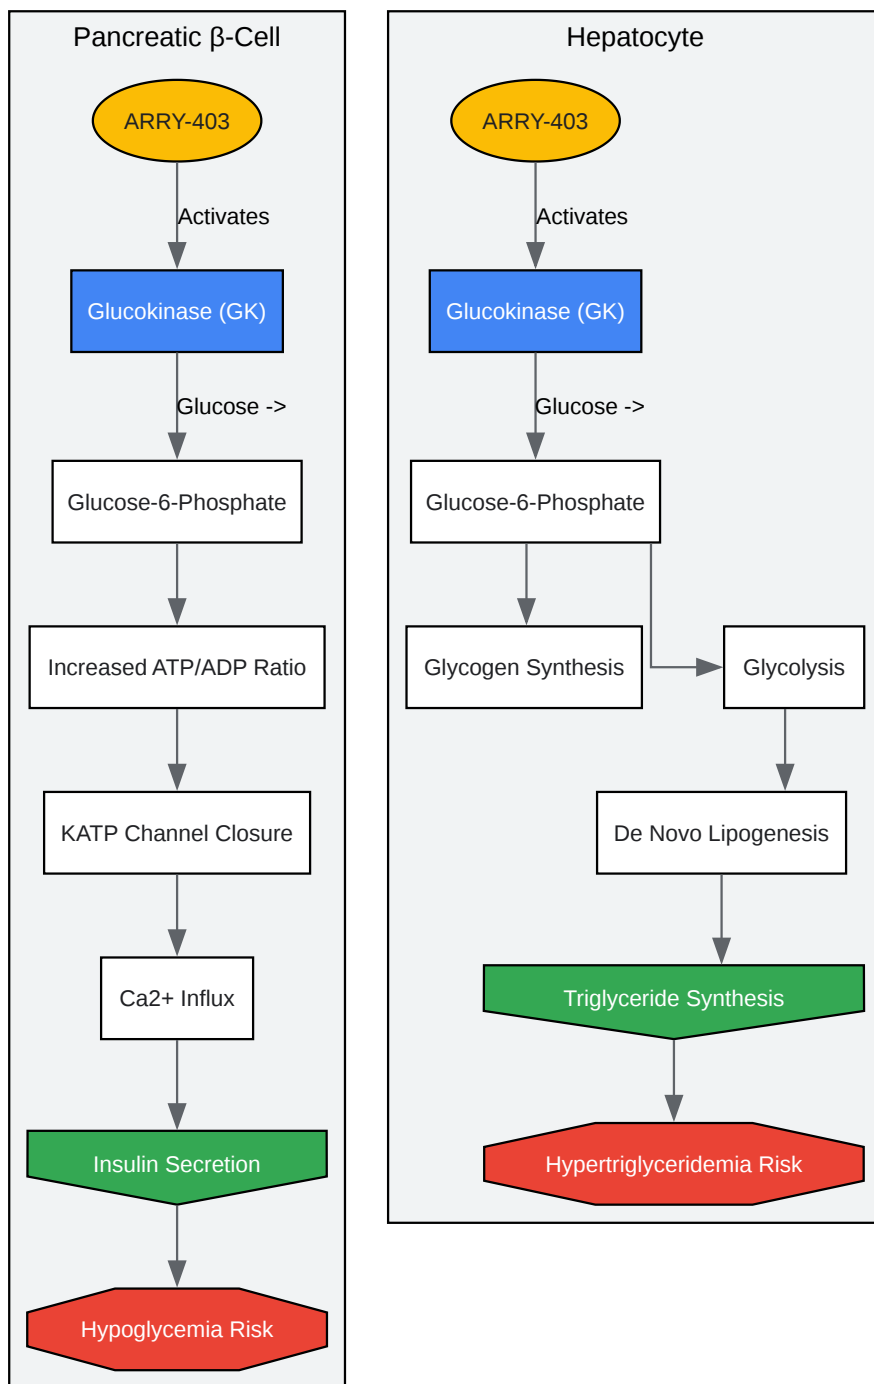 Pancreatic β-Cell
ARRY-403
Activates
Glucokinase (GK)
Glucose ->
Glucose-6-Phosphate
Increased ATP/ADP Ratio
KATP Channel Closure
Ca2+ Influx
Insulin Secretion
Hypoglycemia Risk
Hepatocyte
ARRY-403
Activates
Glucokinase (GK)
Glucose ->
Glucose-6-Phosphate
Glycogen Synthesis
Glycolysis
De Novo Lipogenesis
Triglyceride Synthesis
Hypertriglyceridemia Risk